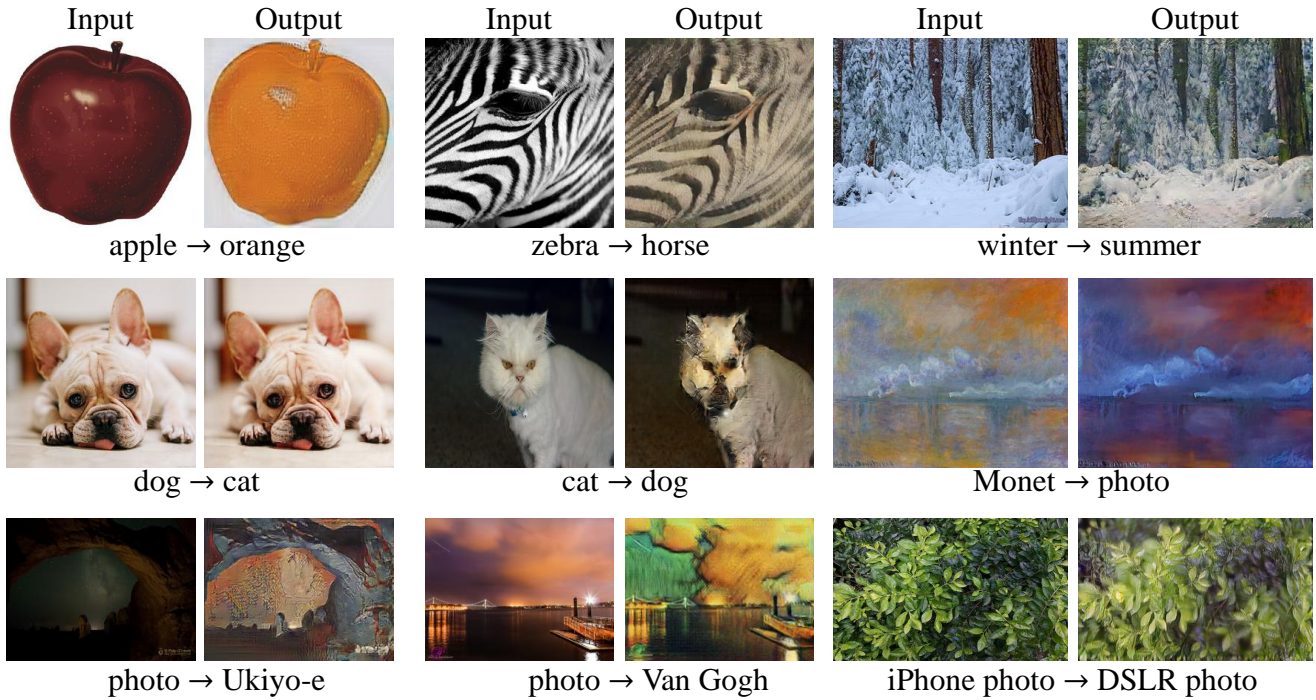 Input Output Input Output Input Output
apple → orange zebra → horse winter → summer
dog → cat cat → dog Monet → photo
photo → Ukiyo-e photo → Van Gogh iPhone photo → DSLR photo